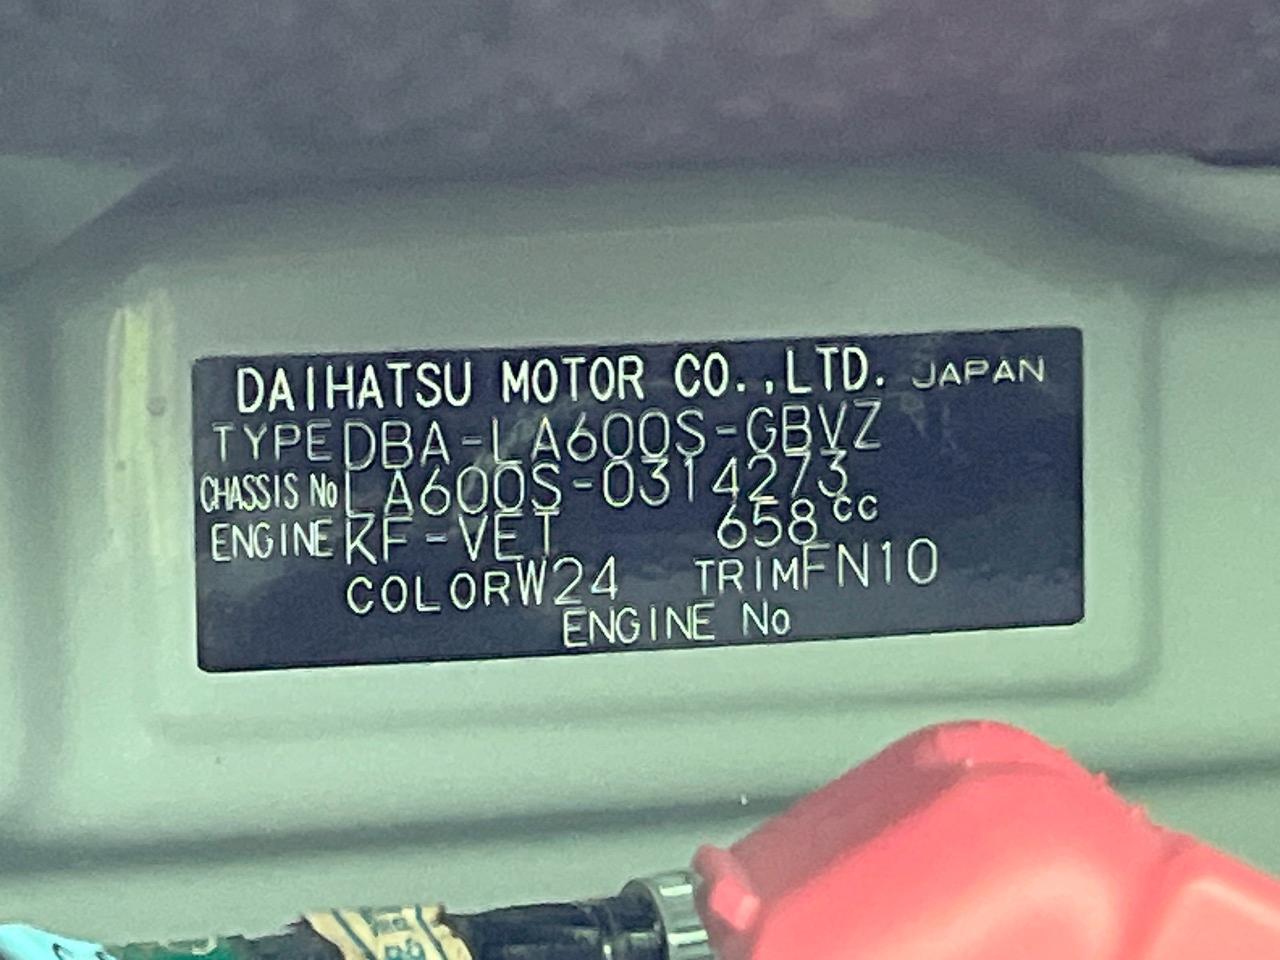 DAIHATSU MOTOR CO.,LTD. JAPAN
TYPE DBA-LA600S-GBVZ
CHASSIS No LA600S-0314273
ENGINE KF-VET 658cc
COLOR W24 TRIM FN10
ENGINE No